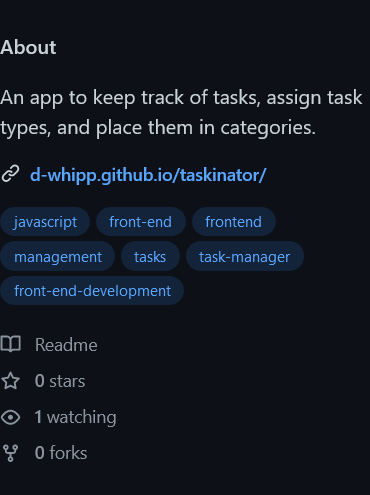 About
An app to keep track of tasks, assign task
types, and place them in categories.
d-whipp.github.io/taskinator/
javascript front-end frontend
management tasks task-manager
front-end-development
Readme
0 stars
1 watching
0 forks